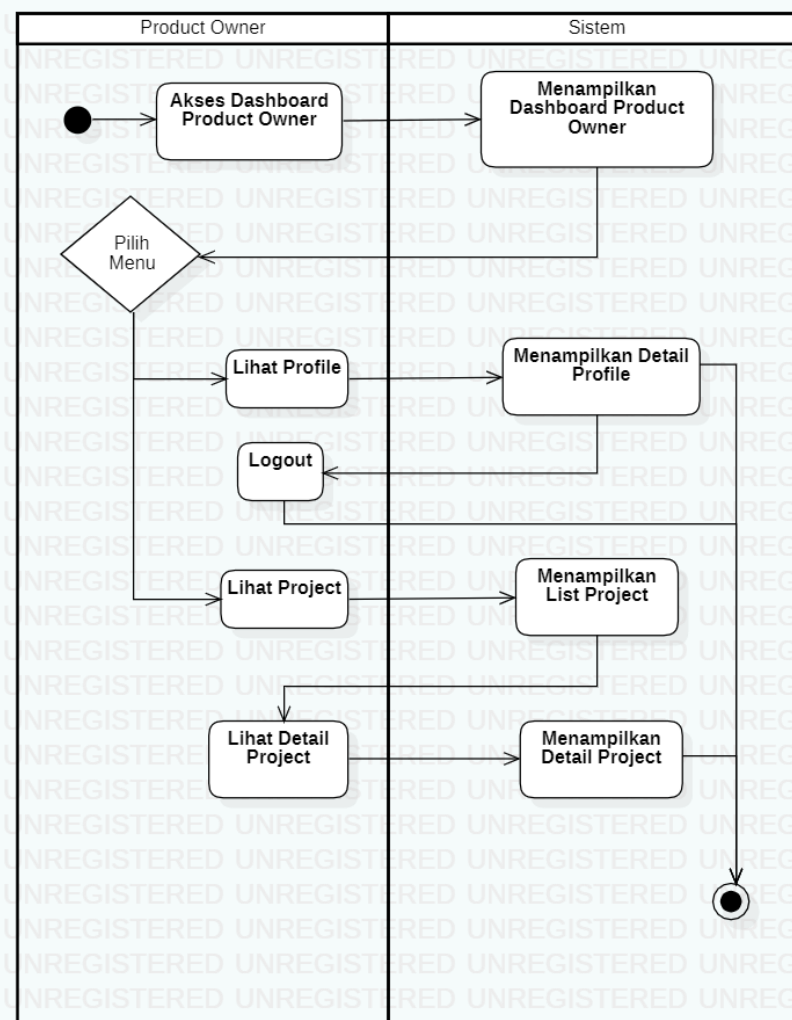 Product Owner
Sistem
Akses Dashboard
Product Owner
Menampilkan
Dashboard Product
Owner
Pilih
Menu
Lihat Profile
Menampilkan Detail
Profile
Logout
Lihat Project
Menampilkan
List Project
Lihat Detail
Project
Menampilkan
Detail Project
UNREGISTERED